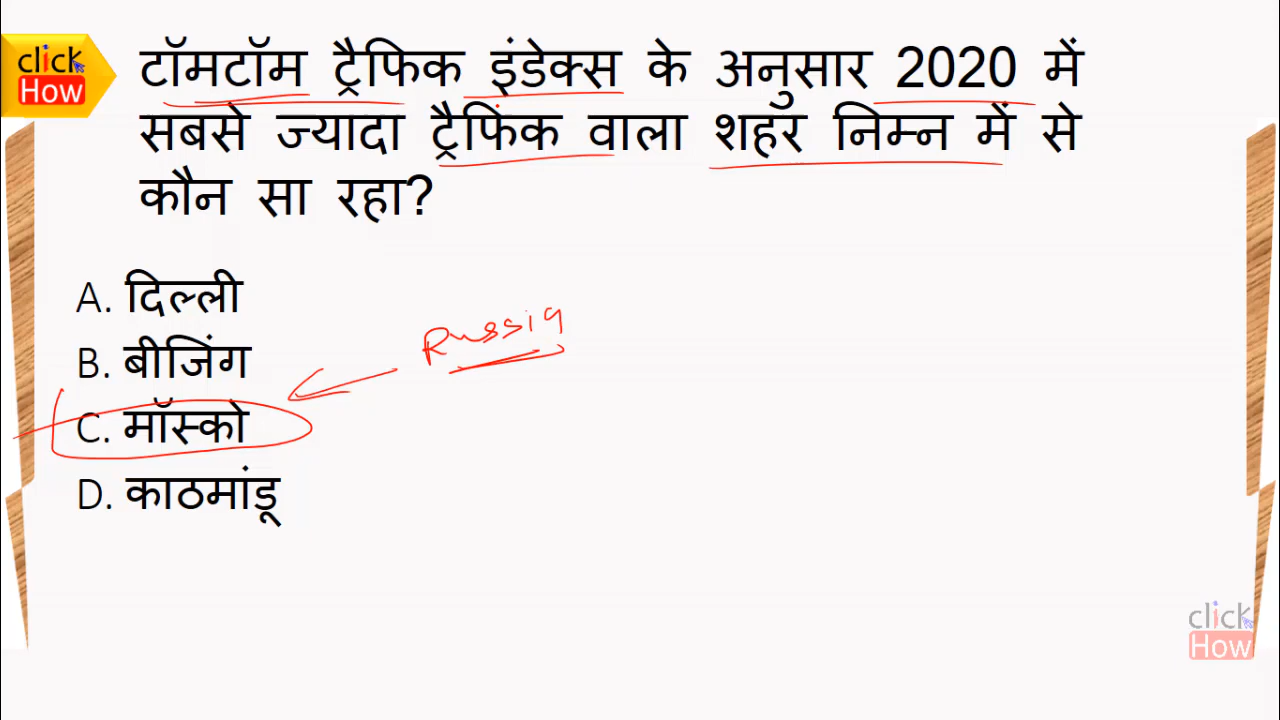 click
How
टॉमटॉम ट्रैफिक इंडेक्स के अनुसार 2020 में
सबसे ज्यादा ट्रैफिक वाला शहर निम्न में से
कौन सा रहा?
A. दिल्ली
Russia
B. बीजिंग
C. मॉस्को
D. काठमांडू
click
How